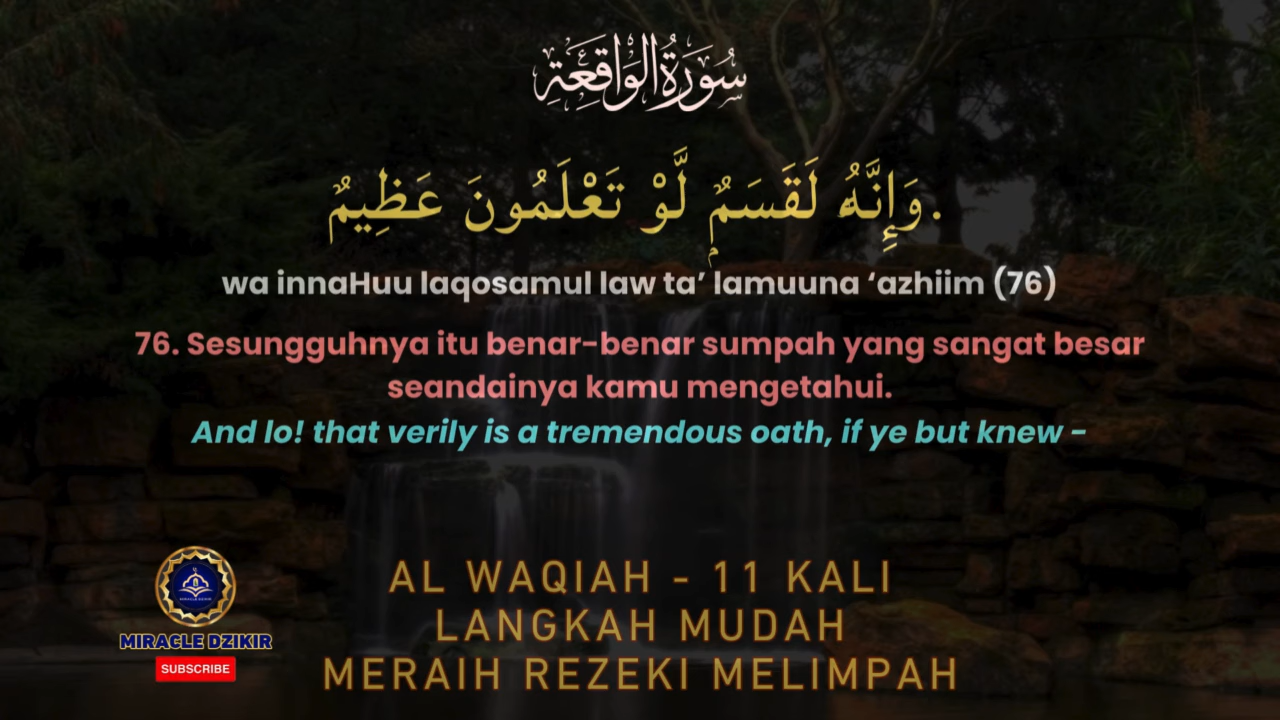 سُورَةُ الوَاقِعَةِ
وَإِنَّهُ لَقَسَمٌ لَّوْ تَعْلَمُونَ عَظِيمٌ.
wa innaHuu laqosamul law ta’ lamuuna ‘azhiim (76)
76. Sesungguhnya itu benar-benar sumpah yang sangat besar
seandainya kamu mengetahui.
And lo! that verily is a tremendous oath, if ye but knew -
AL WAQIAH - 11 KALI
LANGKAH MUDAH
MERAIH REZEKI MELIMPAH
MIRACLE DZIKIR
MIRACLE DZIKIR
SUBSCRIBE